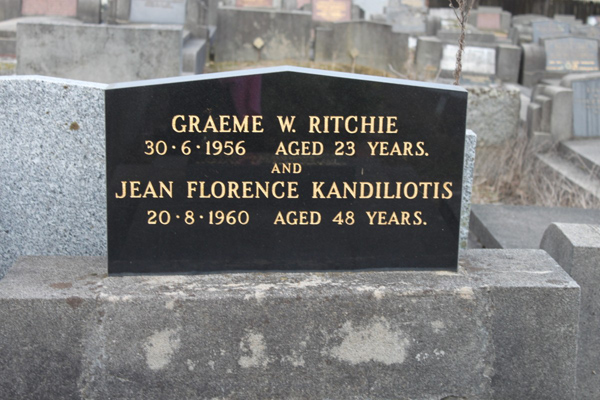 GRAEME W. RITCHIE
30·6·1956 AGED 23 YEARS.
AND
JEAN FLORENCE KANDILIOTIS
20·8·1960 AGED 48 YEARS.